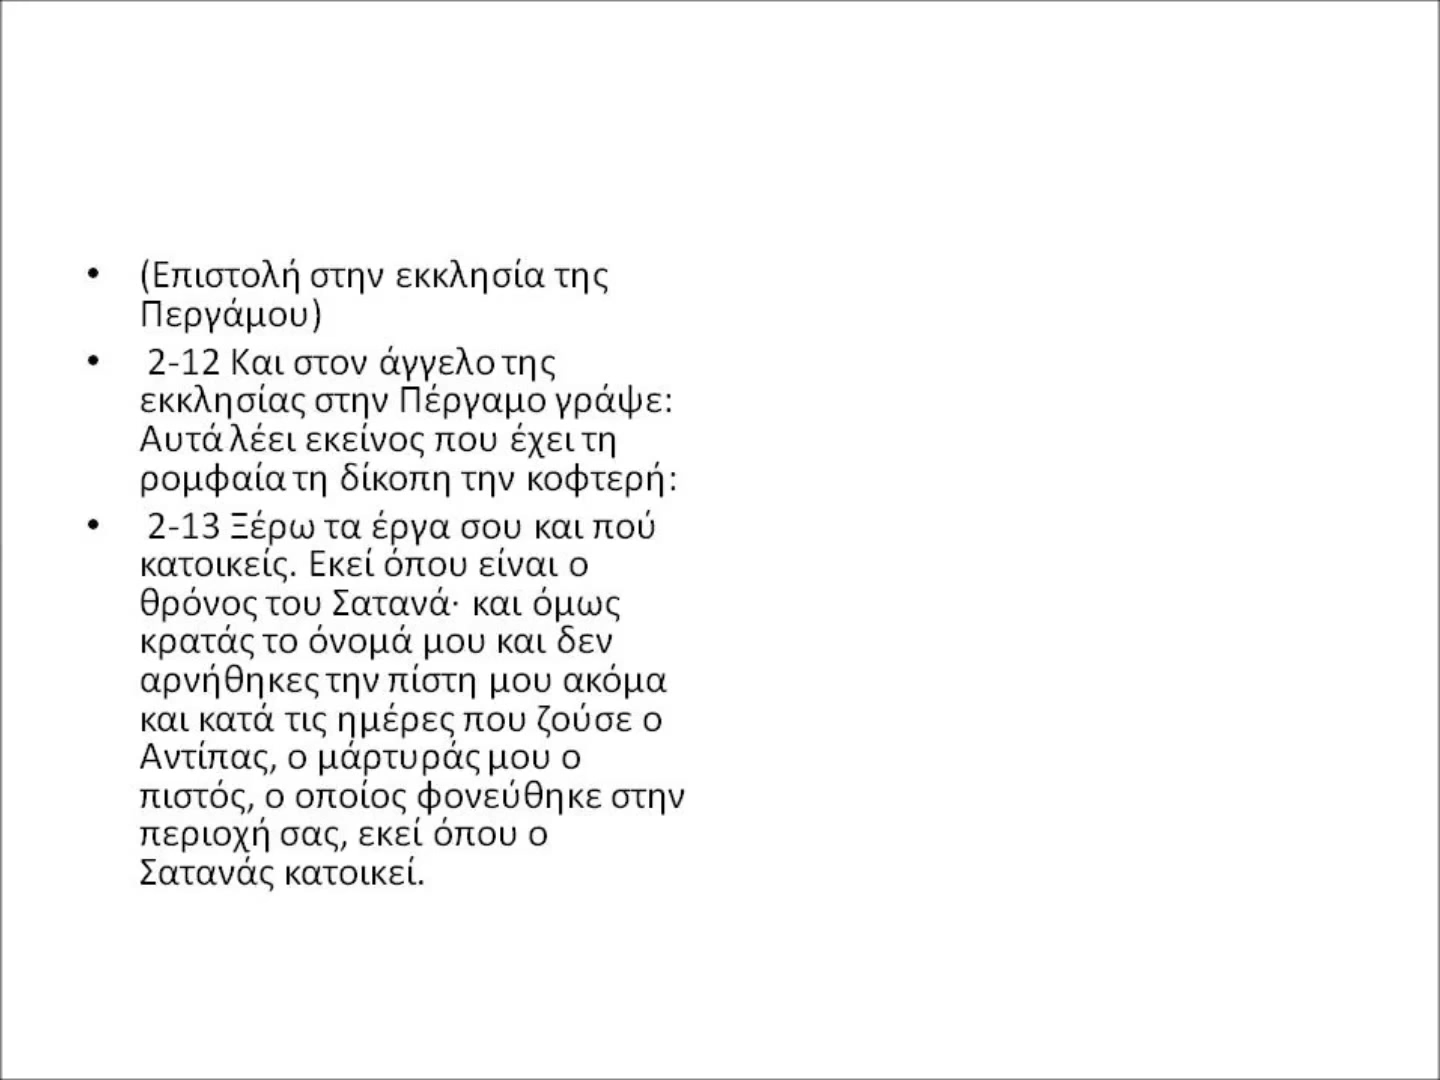 • (Επιστολή στην εκκλησία της
Περγάμου)
• 2-12 Και στον άγγελο της
εκκλησίας στην Πέργαμο γράψε:
Αυτά λέει εκείνος που έχει τη
ρομφαία τη δίκοπη την κοφτερή:
• 2-13 Ξέρω τα έργα σου και πού
κατοικείς. Εκεί όπου είναι ο
θρόνος του Σατανά· και όμως
κρατάς το όνομά μου και δεν
αρνήθηκες την πίστη μου ακόμα
και κατά τις ημέρες που ζούσε ο
Αντίπας, ο μάρτυράς μου ο
πιστός, ο οποίος φονεύθηκε στην
περιοχή σας, εκεί όπου ο
Σατανάς κατοικεί.